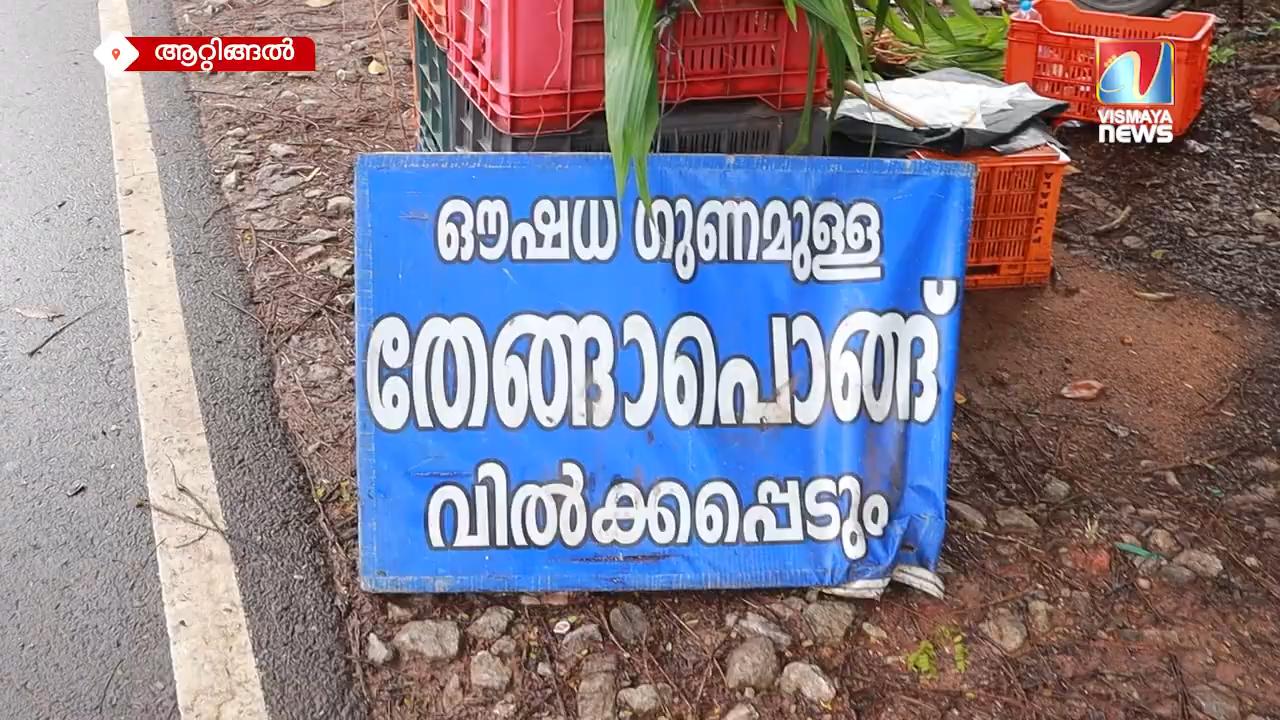 ആറ്റിങ്ങൽ
VISMAYA
NEWS
ഔഷധ ഗുണമുള്ള
തേങ്ങാപൊങ്ങ്
വിൽക്കപ്പെടും